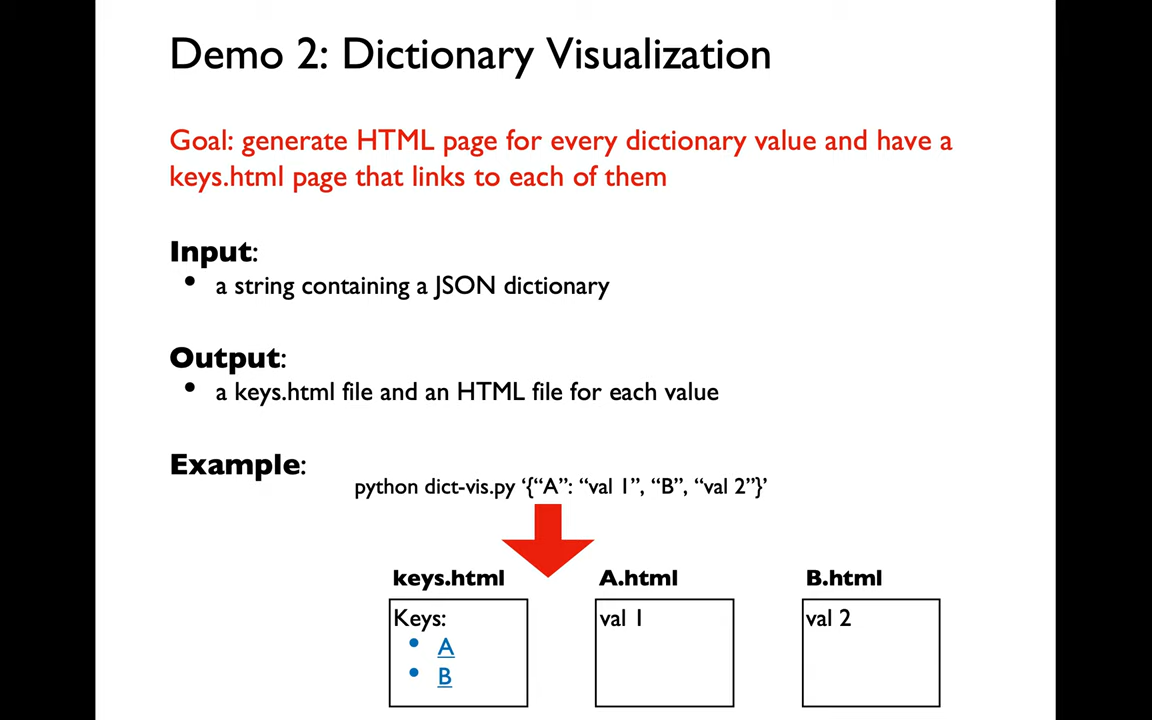 Demo 2: Dictionary Visualization
Goal: generate HTML page for every dictionary value and have a
keys.html page that links to each of them
Input:
• a string containing a JSON dictionary
Output:
• a keys.html file and an HTML file for each value
Example:
python dict-vis.py ‘{“A”: “val 1”, “B”, “val 2”}’
keys.html A.html B.html
Keys: val 1 val 2
• A
• B